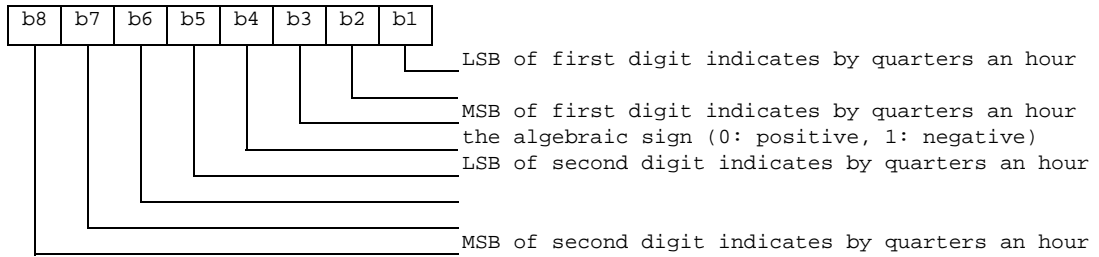 b8 b7 b6 b5 b4 b3 b2 b1
LSB of first digit indicates by quarters an hour
MSB of first digit indicates by quarters an hour
the algebraic sign (0: positive, 1: negative)
LSB of second digit indicates by quarters an hour
MSB of second digit indicates by quarters an hour